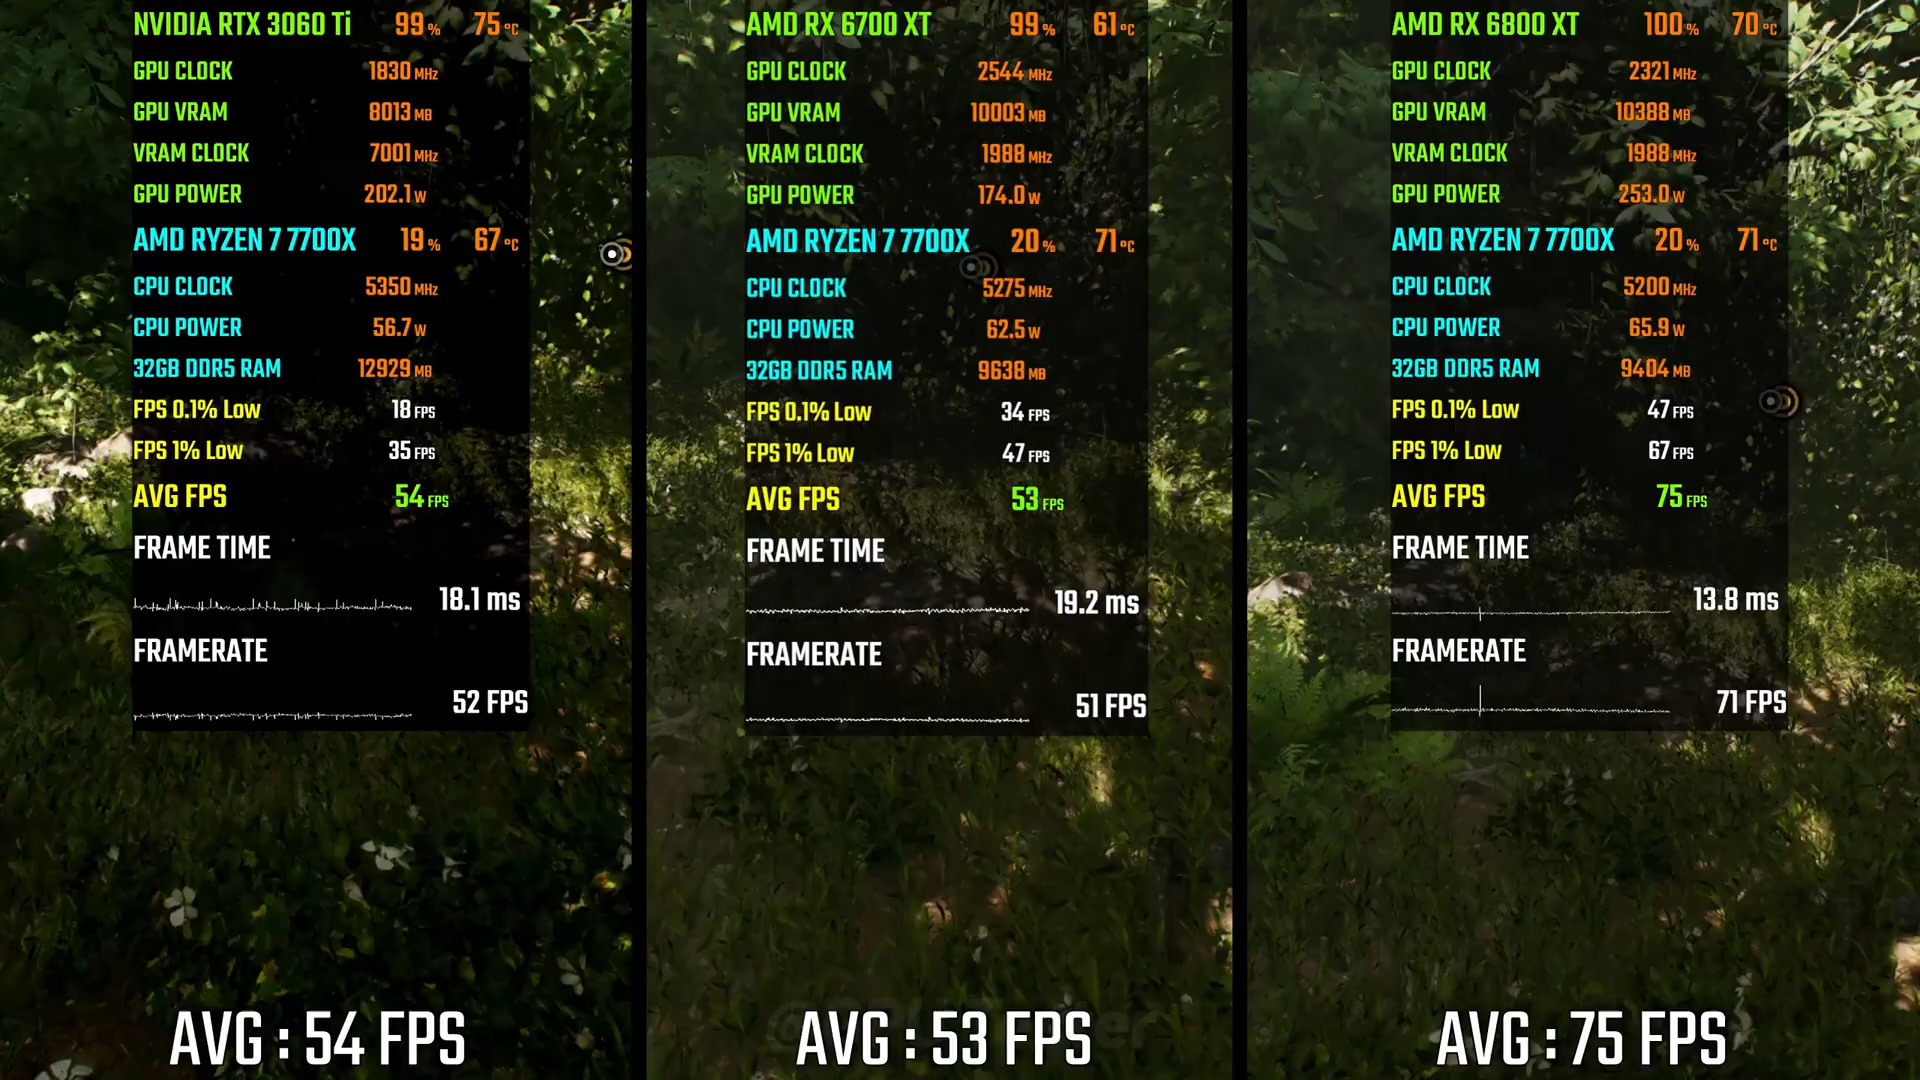 NVIDIA RTX 3060 Ti 99 % 75 °C
GPU CLOCK 1830 MHz
GPU VRAM 8013 MB
VRAM CLOCK 7001 MHz
GPU POWER 202.1 W
AMD RYZEN 7 7700X 19 % 67 °C
CPU CLOCK 5350 MHz
CPU POWER 56.7 W
32GB DDR5 RAM 12929 MB
FPS 0.1% Low 18 FPS
FPS 1% Low 35 FPS
AVG FPS 54 FPS
FRAME TIME
18.1 ms
FRAMERATE
52 FPS
AVG : 54 FPS
AMD RX 6700 XT 99 % 61 °C
GPU CLOCK 2544 MHz
GPU VRAM 10003 MB
VRAM CLOCK 1988 MHz
GPU POWER 174.0 W
AMD RYZEN 7 7700X 20 % 71 °C
CPU CLOCK 5275 MHz
CPU POWER 62.5 W
32GB DDR5 RAM 9638 MB
FPS 0.1% Low 34 FPS
FPS 1% Low 47 FPS
AVG FPS 53 FPS
FRAME TIME
19.2 ms
FRAMERATE
51 FPS
AVG : 53 FPS
AMD RX 6800 XT 100 % 70 °C
GPU CLOCK 2321 MHz
GPU VRAM 10388 MB
VRAM CLOCK 1988 MHz
GPU POWER 253.0 W
AMD RYZEN 7 7700X 20 % 71 °C
CPU CLOCK 5200 MHz
CPU POWER 65.9 W
32GB DDR5 RAM 9404 MB
FPS 0.1% Low 47 FPS
FPS 1% Low 67 FPS
AVG FPS 75 FPS
FRAME TIME
13.8 ms
FRAMERATE
71 FPS
AVG : 75 FPS